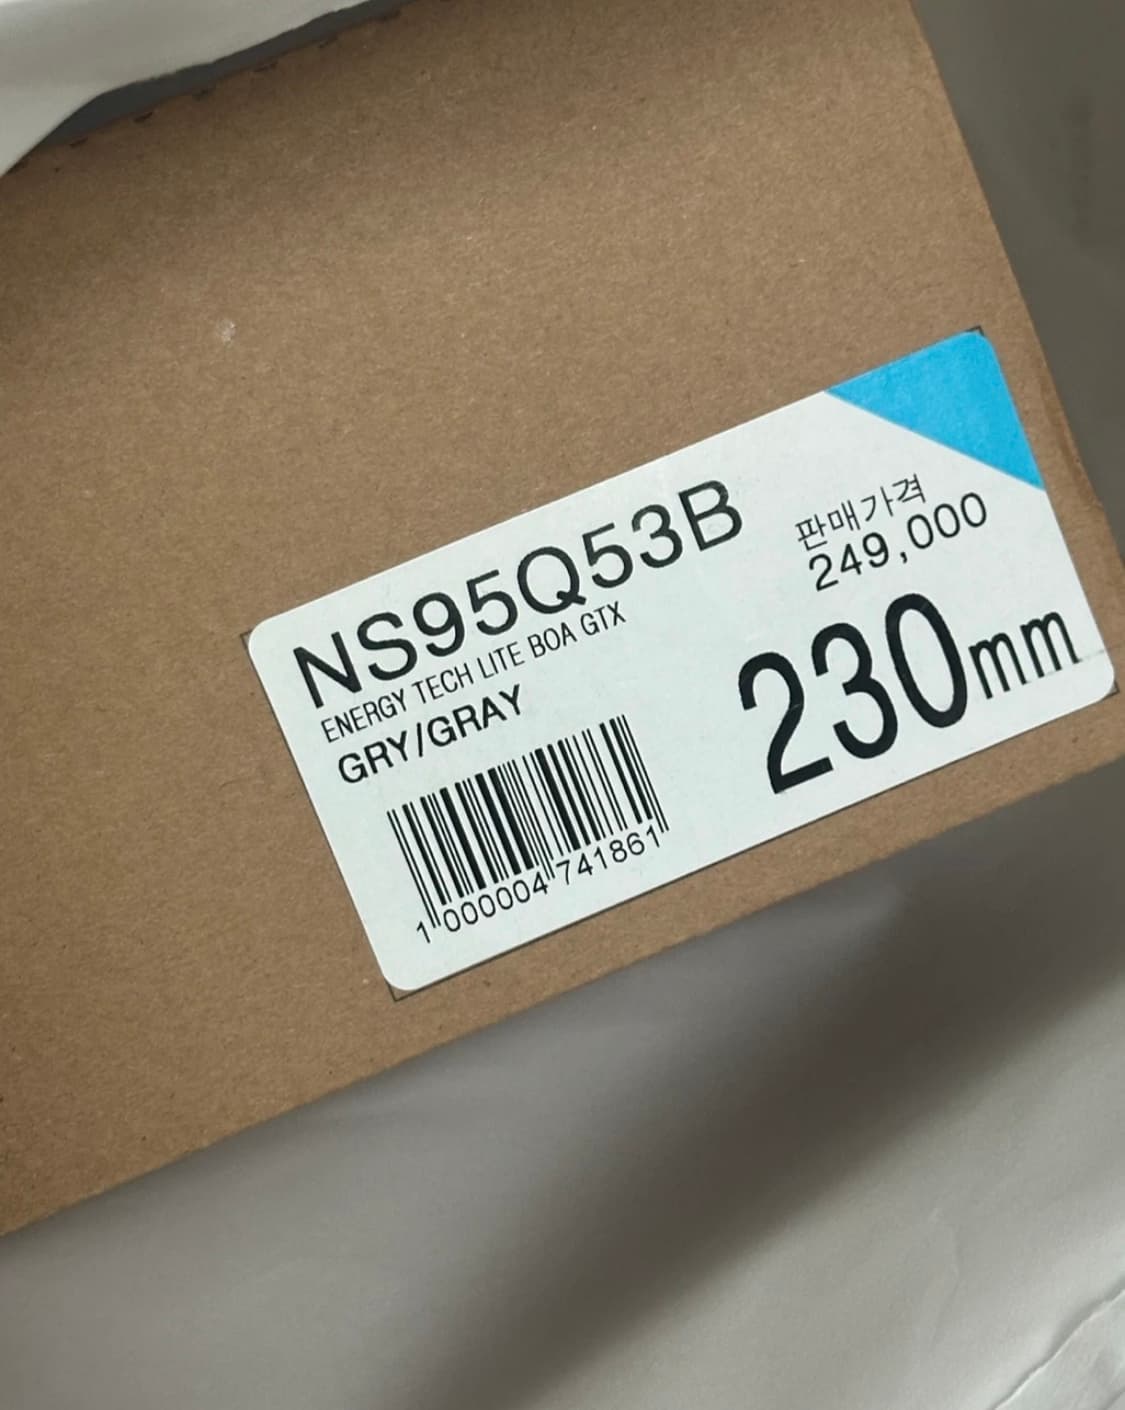 NS95Q53B
ENERGY TECH LITE BOA GTX
GRY/GRAY
판매가격
249,000
230mm
1000004741861